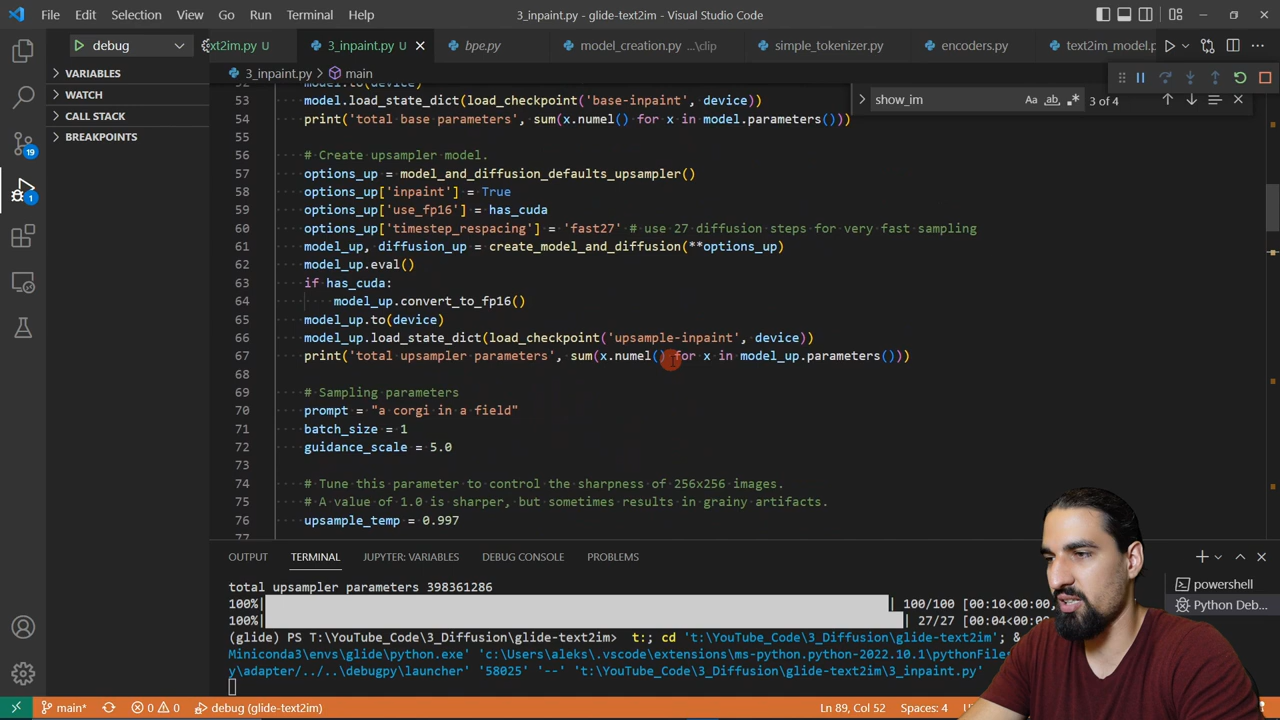 File Edit Selection View Go Run Terminal Help 3_inpaint.py - glide-text2im - Visual Studio Code
debug xt2im.py U 3_inpaint.py U bpe.py model_creation.py ...\clip simple_tokenizer.py encoders.py text2im_model.p
VARIABLES
WATCH
CALL STACK
BREAKPOINTS
3_inpaint.py > main
show_im Aa ab .* 3 of 4
53 model.load_state_dict(load_checkpoint('base-inpaint', device))
54 print('total base parameters', sum(x.numel() for x in model.parameters()))
55
56 # Create upsampler model.
57 options_up = model_and_diffusion_defaults_upsampler()
58 options_up['inpaint'] = True
59 options_up['use_fp16'] = has_cuda
60 options_up['timestep_respacing'] = 'fast27' # use 27 diffusion steps for very fast sampling
61 model_up, diffusion_up = create_model_and_diffusion(**options_up)
62 model_up.eval()
63 if has_cuda:
64 model_up.convert_to_fp16()
65 model_up.to(device)
66 model_up.load_state_dict(load_checkpoint('upsample-inpaint', device))
67 print('total upsampler parameters', sum(x.numel() for x in model_up.parameters()))
68
69 # Sampling parameters
70 prompt = "a corgi in a field"
71 batch_size = 1
72 guidance_scale = 5.0
73
74 # Tune this parameter to control the sharpness of 256x256 images.
75 # A value of 1.0 is sharper, but sometimes results in grainy artifacts.
76 upsample_temp = 0.997
77
OUTPUT TERMINAL JUPYTER: VARIABLES DEBUG CONSOLE PROBLEMS
total upsampler parameters 398361286
100%| | 100/100 [00:10<00:00,
100%| | 27/27 [00:04<00:00,
(glide) PS T:\YouTube_Code\3_Diffusion\glide-text2im> t:; cd 't:\YouTube_Code\3_Diffusion\glide-text2im'; &
Miniconda3\envs\glide\python.exe' 'c:\Users\aleks\.vscode\extensions\ms-python.python-2022.10.1\pythonFiles
y\adapter/../..\debugpy\launcher' '58025' '--' 't:\YouTube_Code\3_Diffusion\glide-text2im\3_inpaint.py'
powershell
Python Deb...
19
1
main* 0 0 debug (glide-text2im) Ln 89, Col 52 Spaces: 4